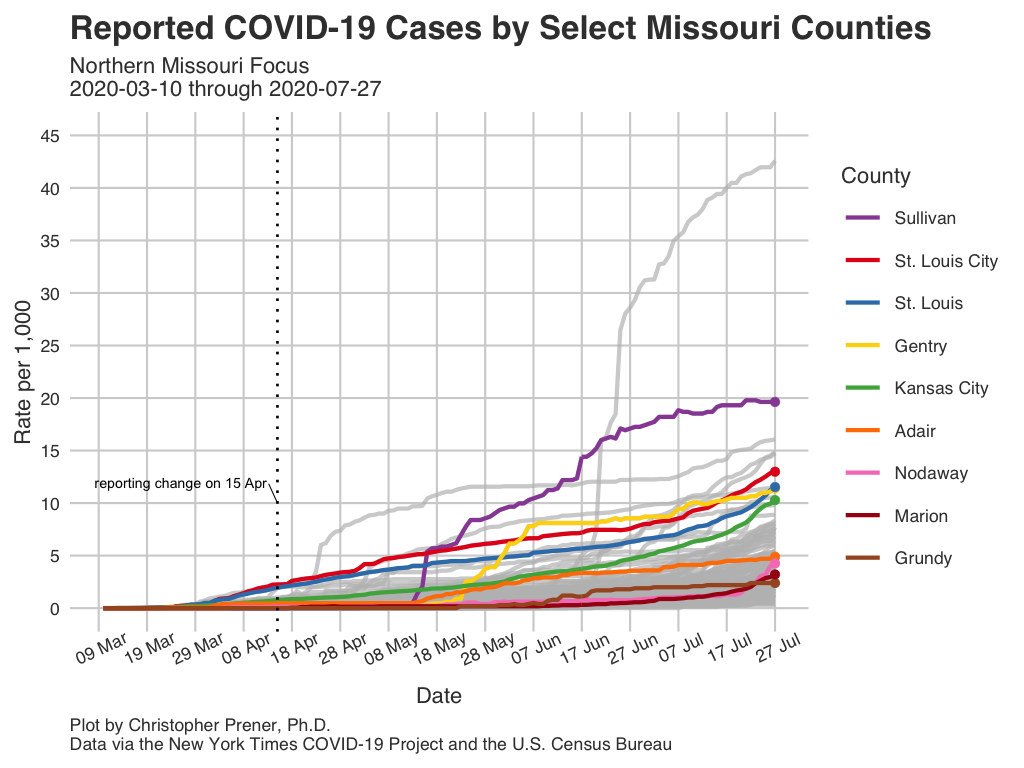 Reported COVID-19 Cases by Select Missouri Counties
Northern Missouri Focus
2020-03-10 through 2020-07-27
Rate per 1,000
45
40
35
30
25
20
15
10
5
0
reporting change on 15 Apr
09 Mar
19 Mar
29 Mar
08 Apr
18 Apr
28 Apr
08 May
18 May
28 May
07 Jun
17 Jun
27 Jun
07 Jul
17 Jul
27 Jul
Date
County
Sullivan
St. Louis City
St. Louis
Gentry
Kansas City
Adair
Nodaway
Marion
Grundy
Plot by Christopher Prener, Ph.D.
Data via the New York Times COVID-19 Project and the U.S. Census Bureau